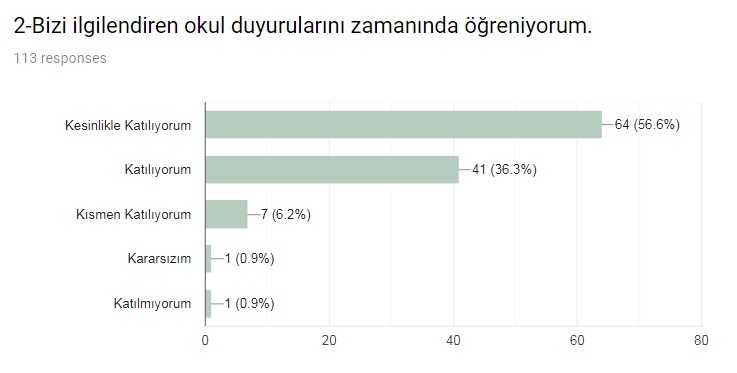 2-Bizi ilgilendiren okul duyurularını zamanında öğreniyorum.
113 responses
Kesinlikle Katılıyorum 64 (56.6%)
Katılıyorum 41 (36.3%)
Kısmen Katılıyorum 7 (6.2%)
Kararsızım 1 (0.9%)
Katılmıyorum 1 (0.9%)
0 20 40 60 80